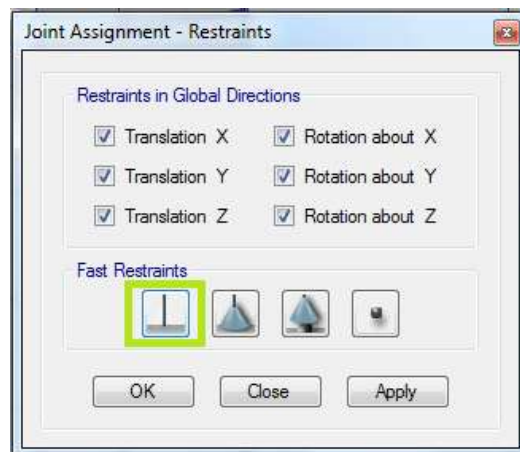 Joint Assignment - Restraints
Restraints in Global Directions
Translation X Rotation about X
Translation Y Rotation about Y
Translation Z Rotation about Z
Fast Restraints
OK Close Apply